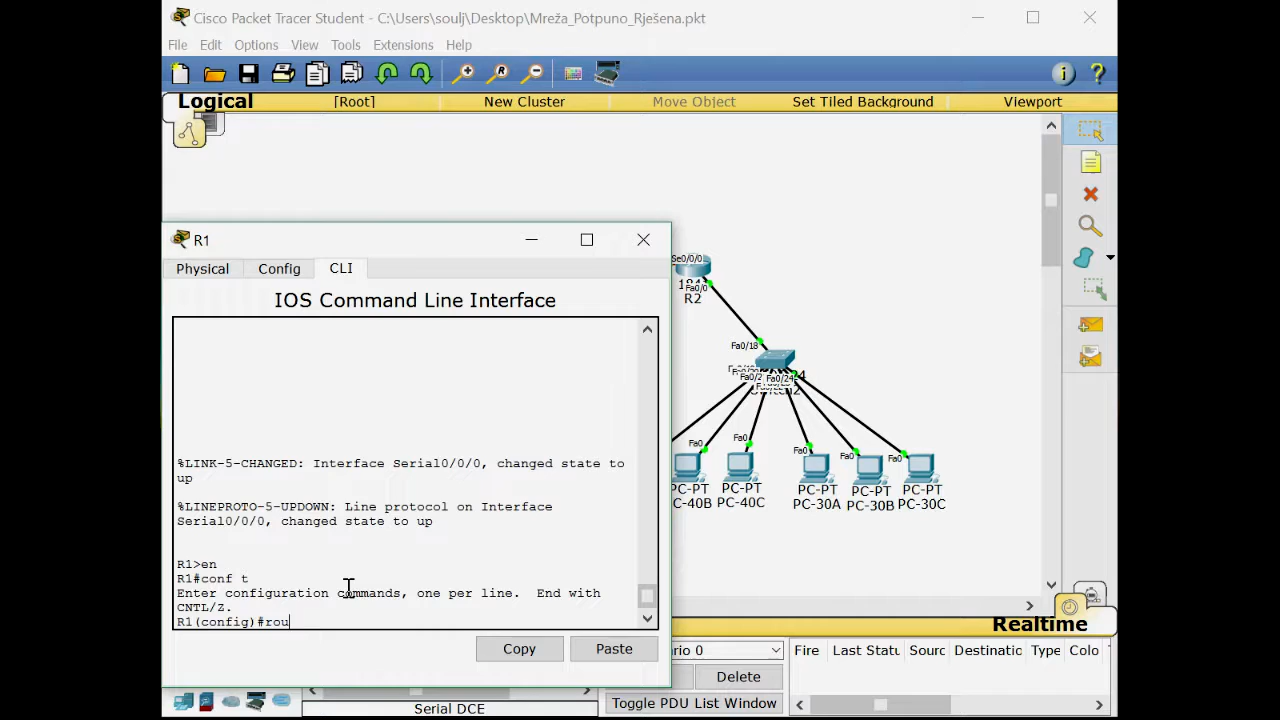 Cisco Packet Tracer Student - C:\Users\soulj\Desktop\Mreža_Potpuno_Rješena.pkt
File Edit Options View Tools Extensions Help
Logical [Root] New Cluster Move Object Set Tiled Background Viewport
R1
Physical Config CLI
IOS Command Line Interface
%LINK-5-CHANGED: Interface Serial0/0/0, changed state to
up
%LINEPROTO-5-UPDOWN: Line protocol on Interface
Serial0/0/0, changed state to up
R1>en
R1#conf t
Enter configuration commands, one per line. End with
CNTL/Z.
R1(config)#rou
Copy Paste
Se0/0/0
Fa0/0
R2
Fa0/18
Fa0/24
Fa0 Fa0 Fa0 Fa0 Fa0
PC-PT PC-PT PC-PT PC-PT PC-PT
PC-40B PC-40C PC-30A PC-30B PC-30C
Realtime
0
Fire Last Statu Sourc Destination Type Colo
Delete
Toggle PDU List Window
Serial DCE